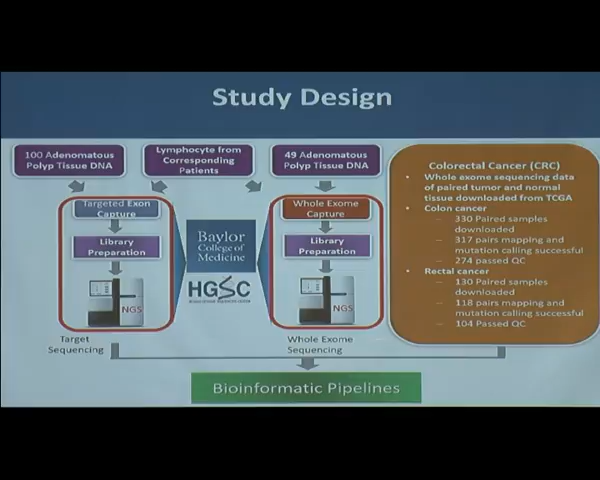 Study Design
100 Adenomatous
Polyp Tissue DNA
Lymphocyte from
Corresponding
Patients
49 Adenomatous
Polyp Tissue DNA
Targeted Exon
Capture
Library
Preparation
NGS
Baylor
College of
Medicine
HGSC
Whole Exome
Capture
Library
Preparation
NGS
Target
Sequencing
Whole Exome
Sequencing
Colorectal Cancer (CRC)
• Whole exome sequencing data
of paired tumor and normal
tissue downloaded from TCGA
• Colon cancer
— 330 Paired samples
downloaded
— 317 pairs mapping and
mutation calling successful
— 274 passed QC
• Rectal cancer
— 130 Paired samples
downloaded
— 118 pairs mapping and
mutation calling successful
— 104 Passed QC
Bioinformatic Pipelines